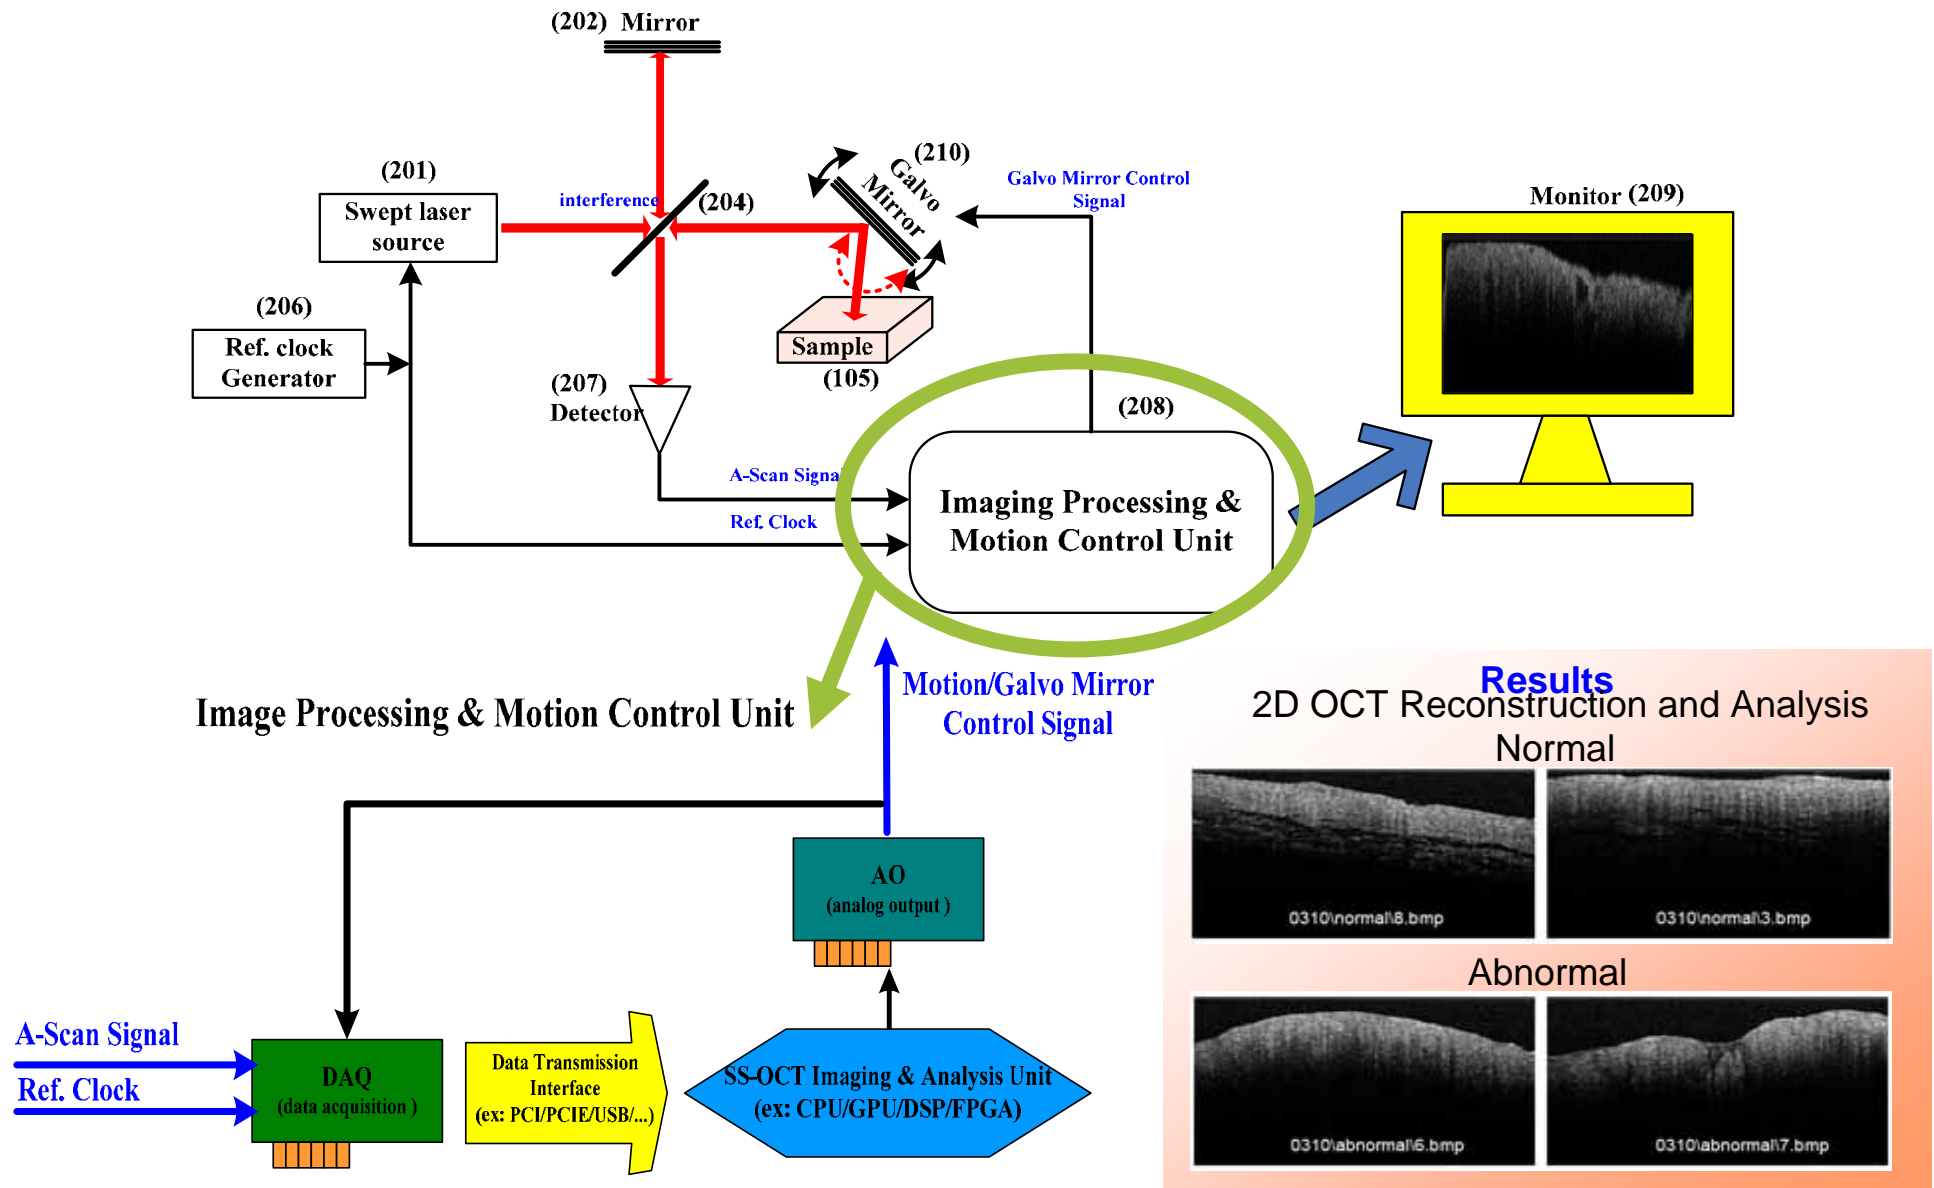 (202) Mirror
(201)
Swept laser
source
interference
(204)
(210)
Galvo
Mirror
Galvo Mirror Control
Signal
Monitor (209)
(206)
Ref. clock
Generator
Sample
(105)
(207)
Detector
(208)
A-Scan Signal
Ref. Clock
Imaging Processing &
Motion Control Unit
Image Processing & Motion Control Unit
Motion/Galvo Mirror
Control Signal
AO
(analog output )
A-Scan Signal
Ref. Clock
DAQ
(data acquisition )
Data Transmission
Interface
(ex: PCI/PCIE/USB/...)
SS-OCT Imaging & Analysis Unit
(ex: CPU/GPU/DSP/FPGA)
Results
2D OCT Reconstruction and Analysis
Normal
0310\normal\8.bmp
0310\normal\3.bmp
Abnormal
0310\abnormal\6.bmp
0310\abnormal\7.bmp